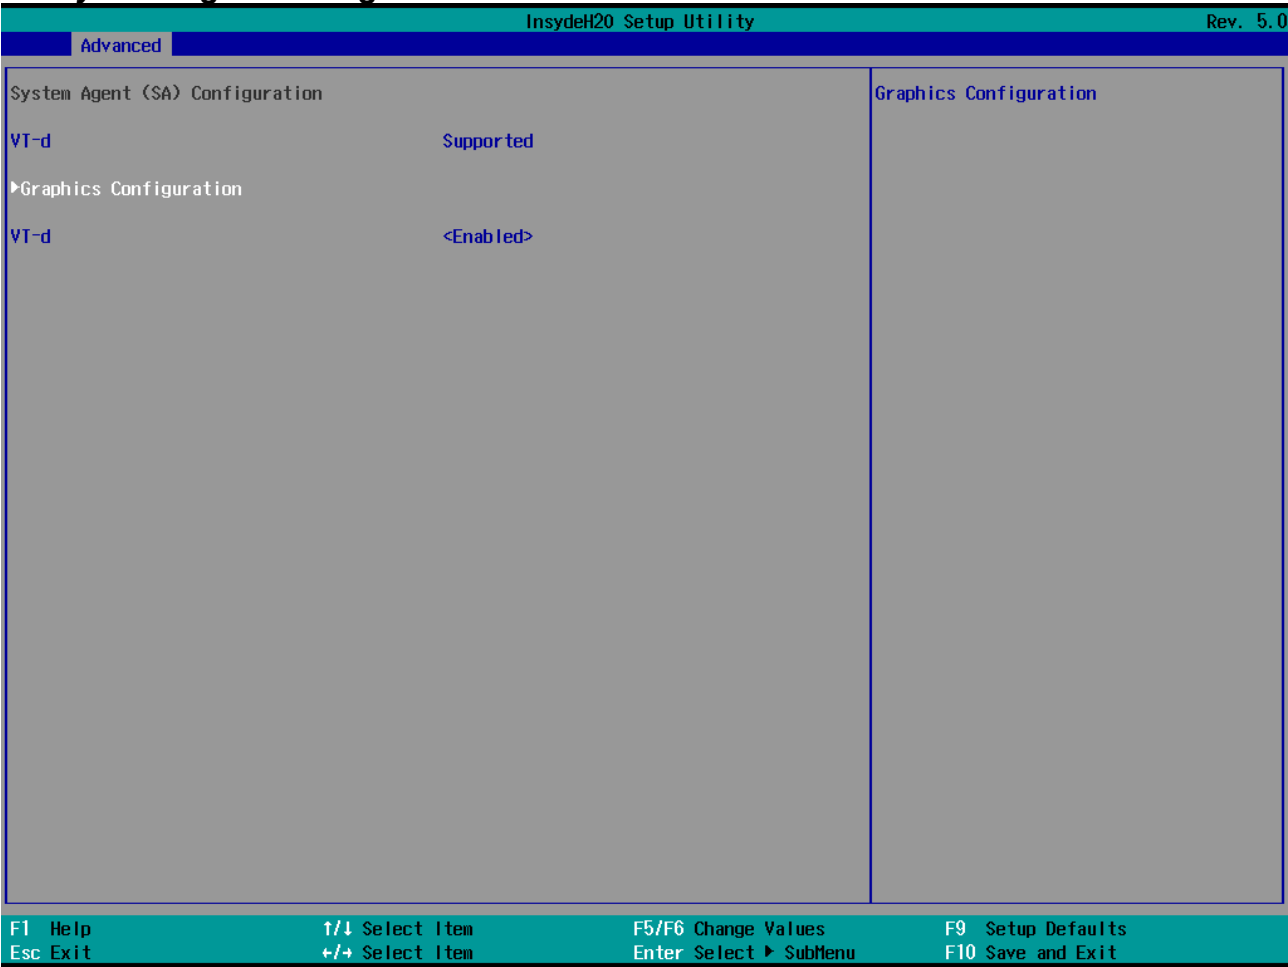 InsydeH20 Setup Utility Rev. 5.0
Advanced
System Agent (SA) Configuration Graphics Configuration
VT-d Supported
▶Graphics Configuration
VT-d <Enabled>
F1 Help ↑/↓ Select Item F5/F6 Change Values F9 Setup Defaults
Esc Exit ←/→ Select Item Enter Select ▶ SubMenu F10 Save and Exit